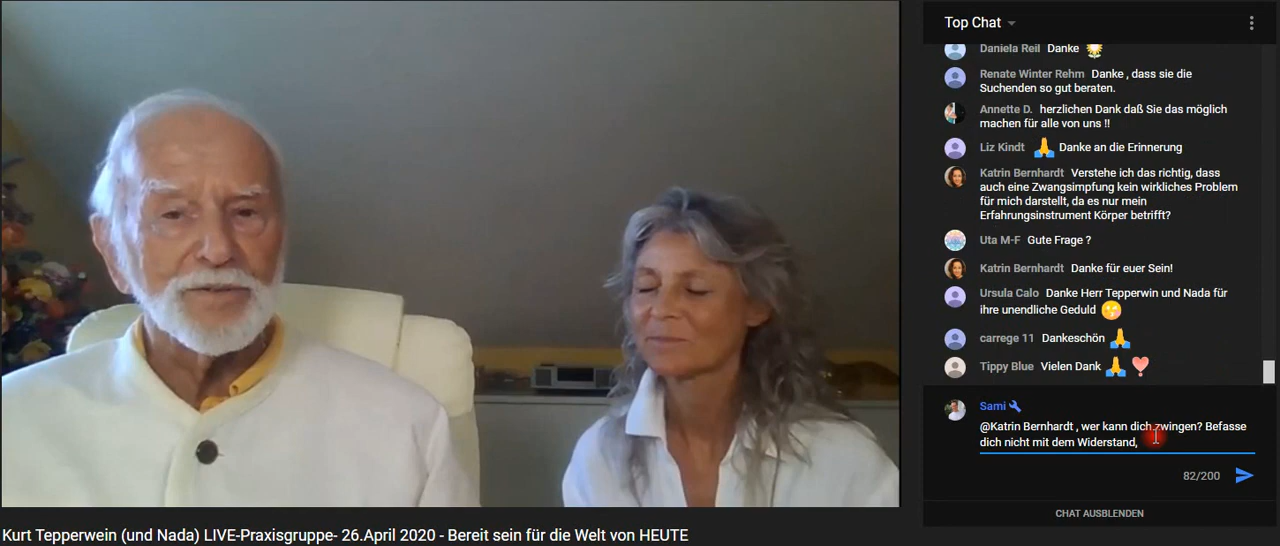 Top Chat
Daniela Reil Danke
Renate Winter Rehm Danke , dass sie die
Suchenden so gut beraten.
Annette D. herzlichen Dank daß Sie das möglich
machen für alle von uns !!
Liz Kindt 🙏 Danke an die Erinnerung
Katrin Bernhardt Verstehe ich das richtig, dass
auch eine Zwangsimpfung kein wirkliches Problem
für mich darstellt, da es nur mein
Erfahrungsinstrument Körper betrifft?
Uta M-F Gute Frage ?
Katrin Bernhardt Danke für euer Sein!
Ursula Calo Danke Herr Tepperwin und Nada für
ihre unendliche Geduld
carrege 11 Dankeschön 🙏
Tippy Blue Vielen Dank 🙏
Sami
@Katrin Bernhardt , wer kann dich zwingen? Befasse
dich nicht mit dem Widerstand,
82/200
CHAT AUSBLENDEN
Kurt Tepperwein (und Nada) LIVE-Praxisgruppe- 26.April 2020 - Bereit sein für die Welt von HEUTE